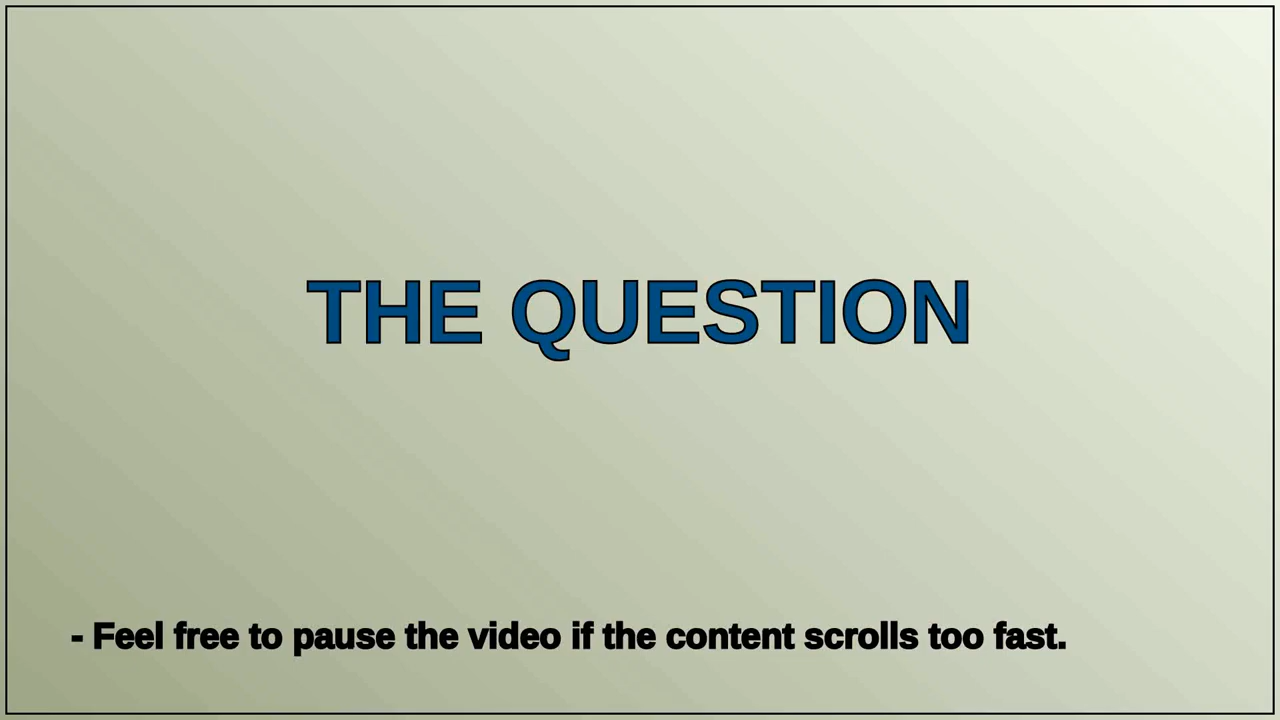 THE QUESTION
- Feel free to pause the video if the content scrolls too fast.